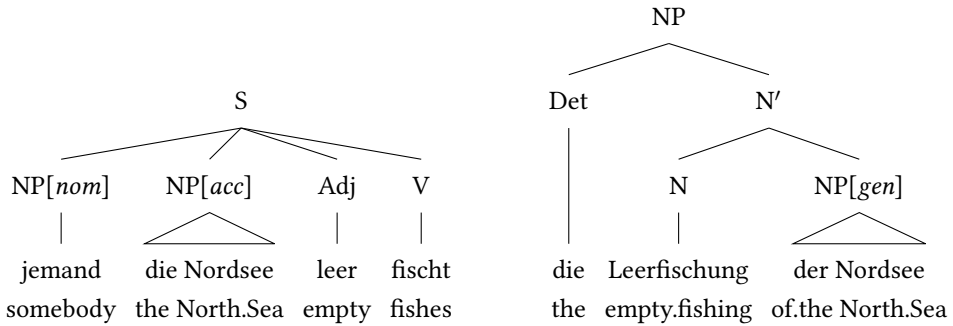 NP
S Det N′
NP[nom] NP[acc] Adj V N NP[gen]
jemand die Nordsee leer fischt die Leerfischung der Nordsee
somebody the North.Sea empty fishes the empty.fishing of.the North.Sea